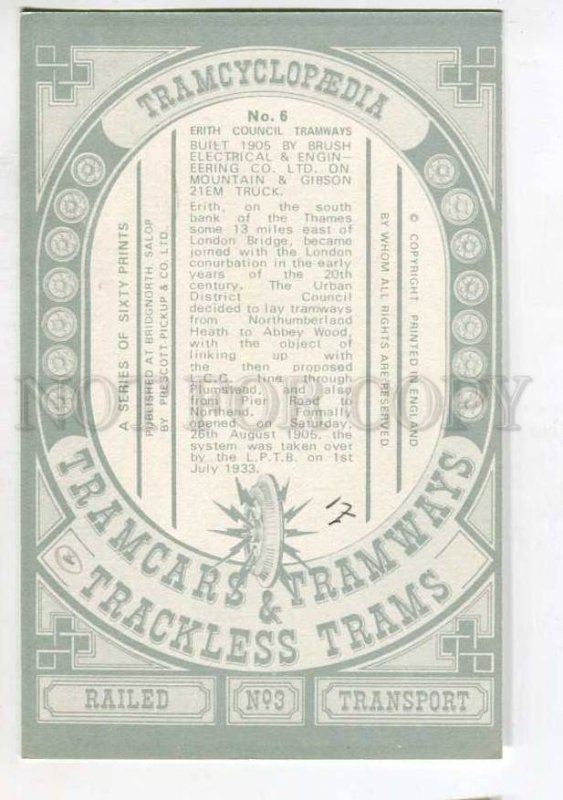 TRAMCYCLOPÆDIA
No. 6
ERITH COUNCIL TRAMWAYS
BUILT 1905 BY BRUSH
ELECTRICAL & ENGIN-
EERING CO. LTD. ON
MOUNTAIN & GIBSON
21EM TRUCK.
Erith, on the south
bank of the Thames
some 13 miles east of
London Bridge, became
joined with the London
conurbation in the early
years of the 20th
century. The Urban
District Council
decided to lay tramways
from Northumberland
Heath to Abbey Wood,
with the object of
linking up with
the then proposed
L.C.C. line through
Plumstead, and also
from Pier Road to
Northend. Formally
opened on Saturday,
26th August 1905, the
system was taken over
by the L.P.T.B. on 1st
July 1933.
A SERIES OF SIXTY PRINTS
PUBLISHED AT BRIDGNORTH, SALOP
BY PRESCOTT PICKUP & CO. LTD.
© COPYRIGHT PRINTED IN ENGLAND
BY WHOM ALL RIGHTS ARE RESERVED
17
TRAMCARS & TRAMWAYS
TRACKLESS TRAMS
RAILED
Nº3
TRANSPORT
NOT FOR COPY